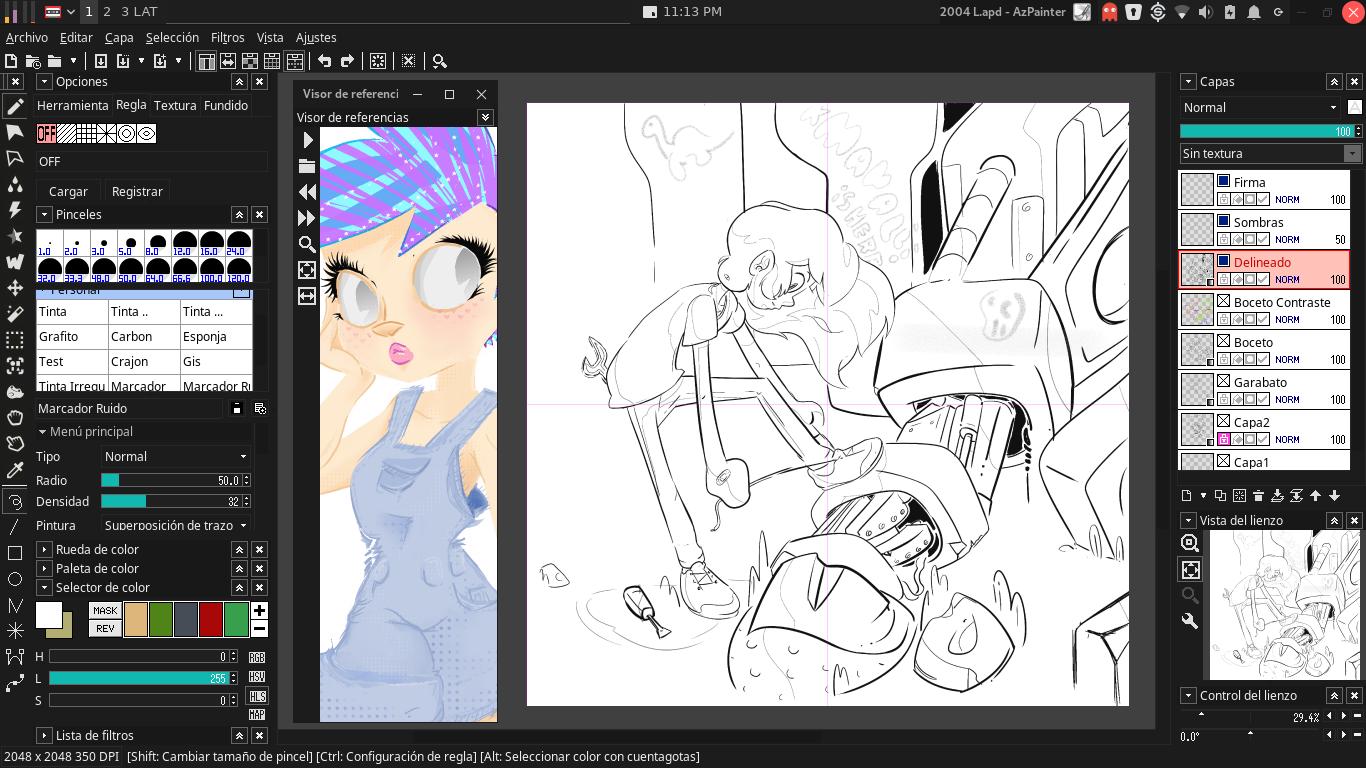 1 2 3 LAT
11:13 PM
2004 L.apd - AzPainter
Archivo Editar Capa Selección Filtros Vista Ajustes
Opciones
Herramienta Regla Textura Fundido
OFF
OFF
Cargar Registrar
Pinceles
1.0 2.0 3.0 5.0 8.0 12.0 16.0 24.0
32.0 33.3 48.0 50.0 64.0 66.6 100.0 120.0
Personal
Tinta Tinta .. Tinta ...
Grafito Carbon Esponja
Test Crajon Gis
Tinta Irregu Marcador Marcador Ru
Marcador Ruido
Menú principal
Tipo Normal
Radio 50.0
Densidad 32
Pintura Superposición de trazo
Rueda de color
Paleta de color
Selector de color
MASK
REV
H 0 RGB
HSV
L 255
HLS
S 0
MAP
Lista de filtros
Visor de referenci
Visor de referencias
Capas
Normal
100
Sin textura
Firma
NORM 100
Sombras
NORM 50
Delineado
NORM 100
Boceto Contraste
NORM 100
Boceto
NORM 100
Garabato
NORM 100
Capa2
NORM 100
Capa1
Vista del lienzo
Control del lienzo
29.4%
0.0°
2048 x 2048 350 DPI [Shift: Cambiar tamaño de pincel] [Ctrl: Configuración de regla] [Alt: Seleccionar color con cuentagotas]